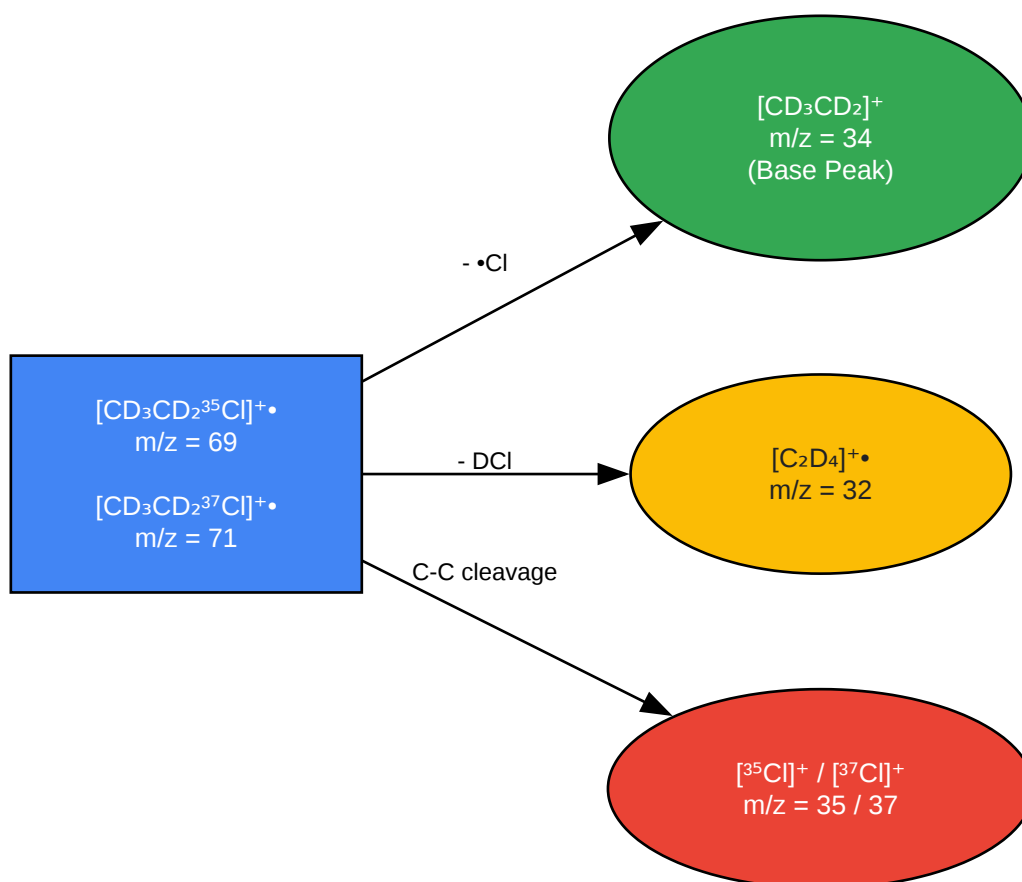 [CD₃CD₂]⁺
m/z = 34
(Base Peak)
- •Cl
[CD₃CD₂³⁵Cl]⁺•
m/z = 69
[CD₃CD₂³⁷Cl]⁺•
m/z = 71
- DCl
[C₂D₄]⁺•
m/z = 32
C-C cleavage
[³⁵Cl]⁺ / [³⁷Cl]⁺
m/z = 35 / 37